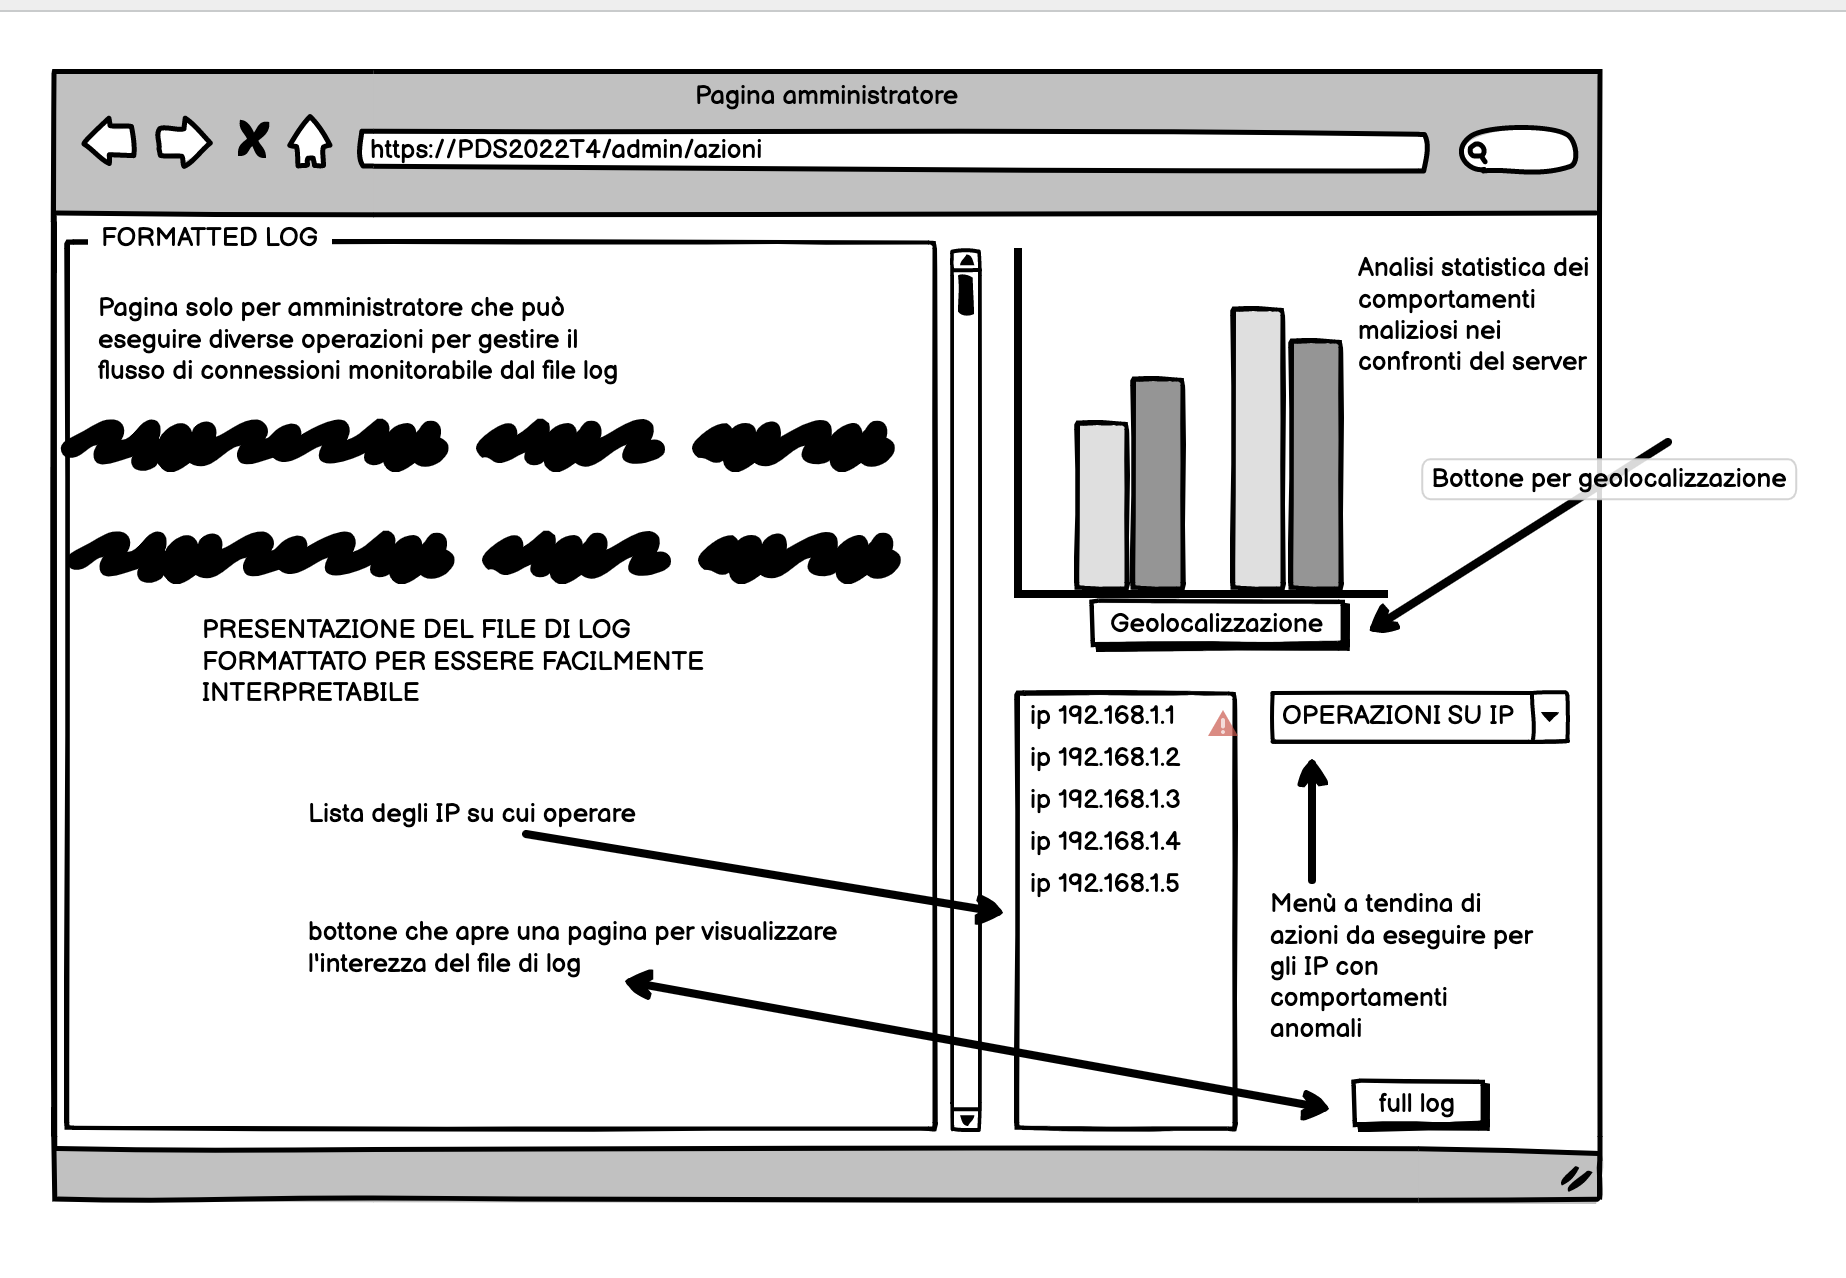 Pagina amministratore
https://PDS2022T4/admin/azioni
FORMATTED LOG
Pagina solo per amministratore che può
eseguire diverse operazioni per gestire il
flusso di connessioni monitorabile dal file log
PRESENTAZIONE DEL FILE DI LOG
FORMATTATO PER ESSERE FACILMENTE
INTERPRETABILE
Lista degli IP su cui operare
bottone che apre una pagina per visualizzare
l'interezza del file di log
Analisi statistica dei
comportamenti
maliziosi nei
confronti del server
Bottone per geolocalizzazione
Geolocalizzazione
ip 192.168.1.1
ip 192.168.1.2
ip 192.168.1.3
ip 192.168.1.4
ip 192.168.1.5
OPERAZIONI SU IP
Menù a tendina di
azioni da eseguire per
gli IP con
comportamenti
anomali
full log